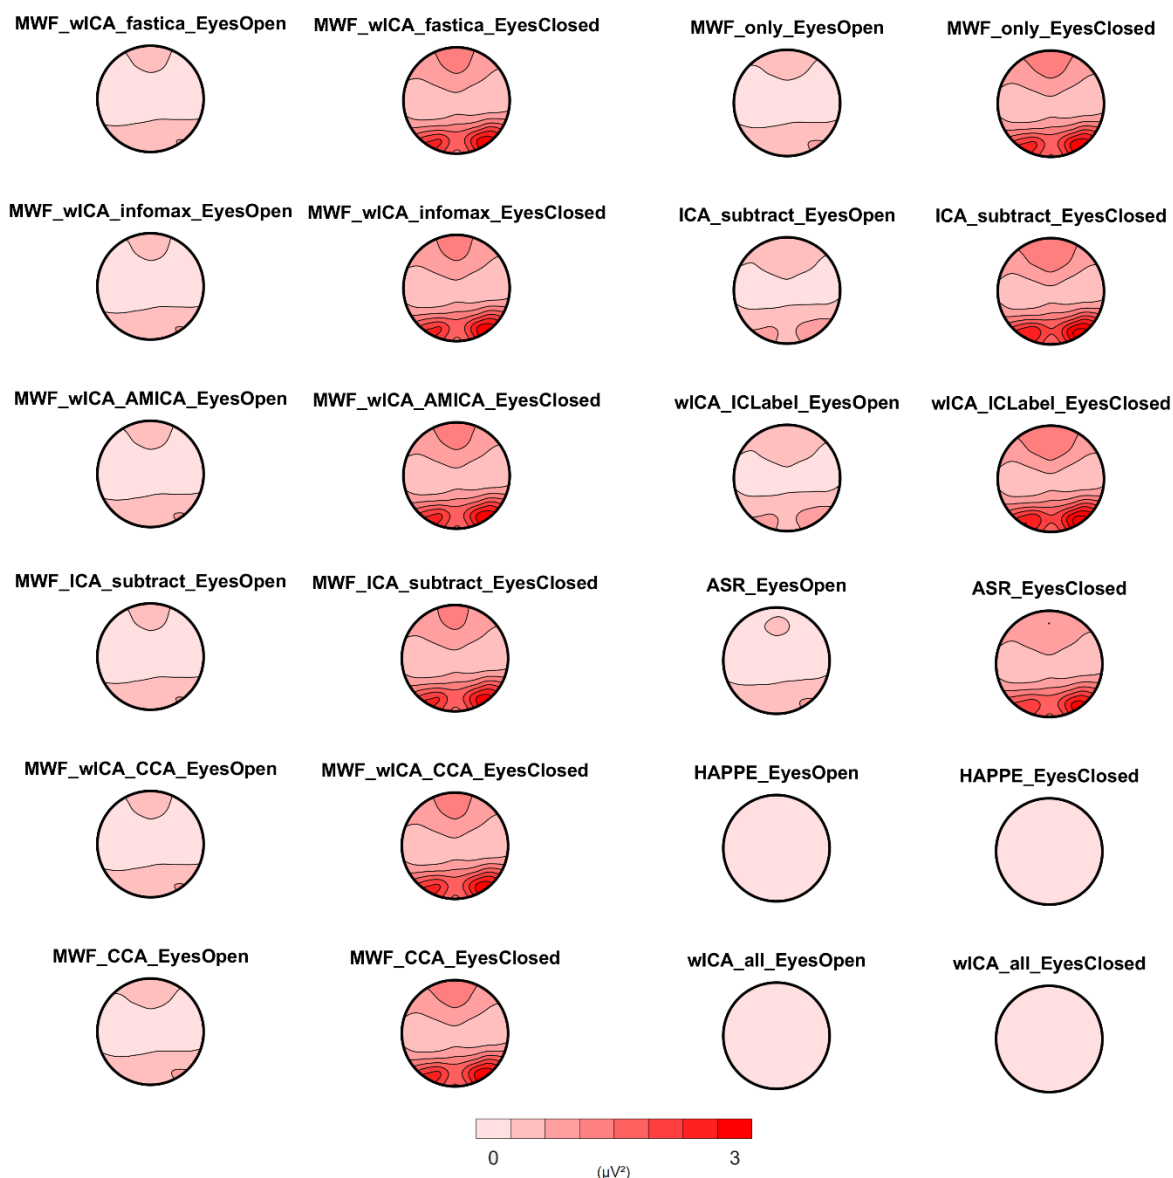 MWF_wICA_fastica_EyesOpen MWF_wICA_fastica_EyesClosed MWF_only_EyesOpen MWF_only_EyesClosed
MWF_wICA_infomax_EyesOpen MWF_wICA_infomax_EyesClosed ICA_subtract_EyesOpen ICA_subtract_EyesClosed
MWF_wICA_AMICA_EyesOpen MWF_wICA_AMICA_EyesClosed wICA_ICLabel_EyesOpen wICA_ICLabel_EyesClosed
MWF_ICA_subtract_EyesOpen MWF_ICA_subtract_EyesClosed ASR_EyesOpen ASR_EyesClosed
MWF_wICA_CCA_EyesOpen MWF_wICA_CCA_EyesClosed HAPPE_EyesOpen HAPPE_EyesClosed
MWF_CCA_EyesOpen MWF_CCA_EyesClosed wICA_all_EyesOpen wICA_all_EyesClosed
0 3
(µV²)